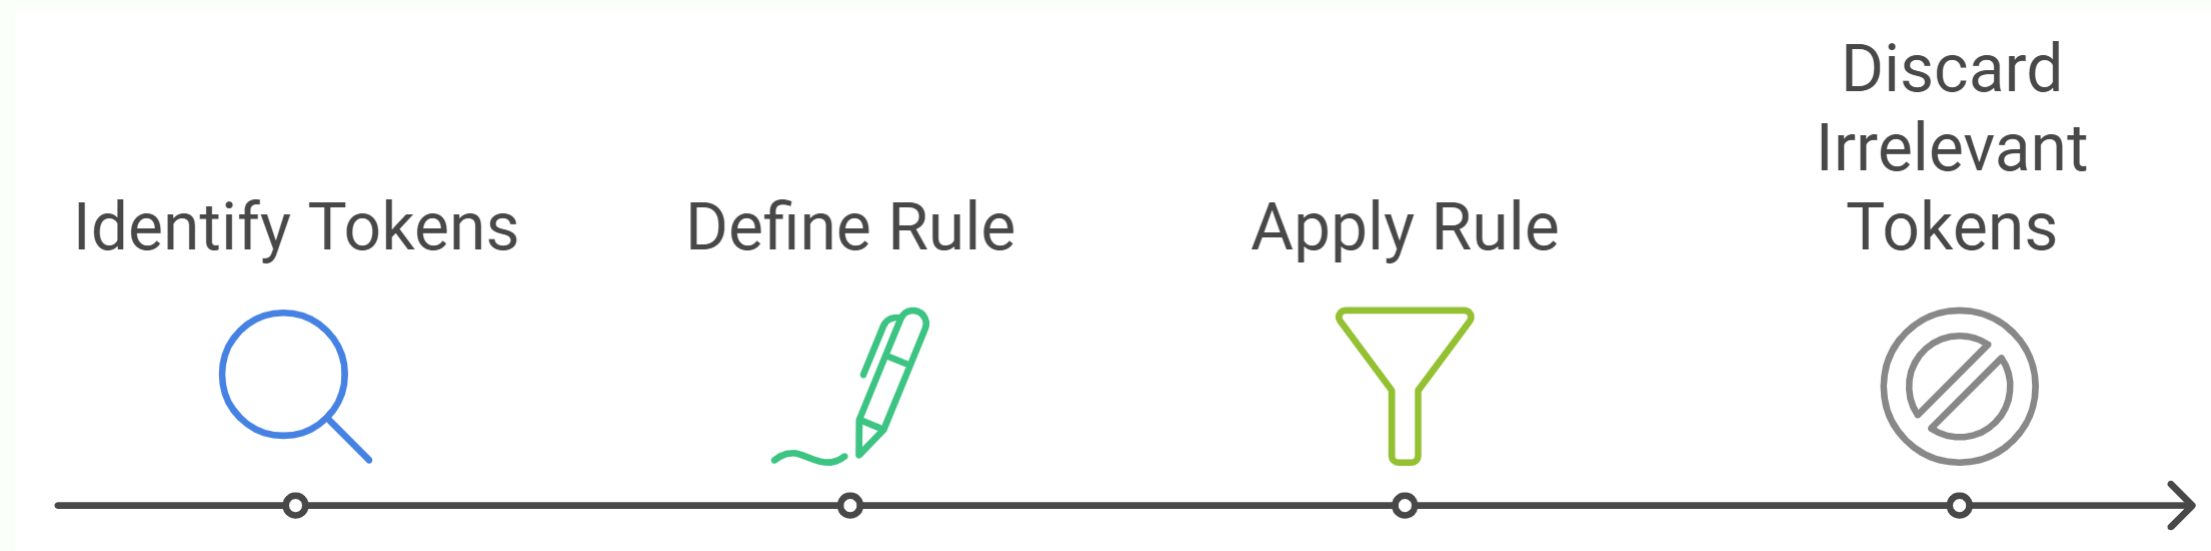 Identify Tokens
Define Rule
Apply Rule
Discard
Irrelevant
Tokens